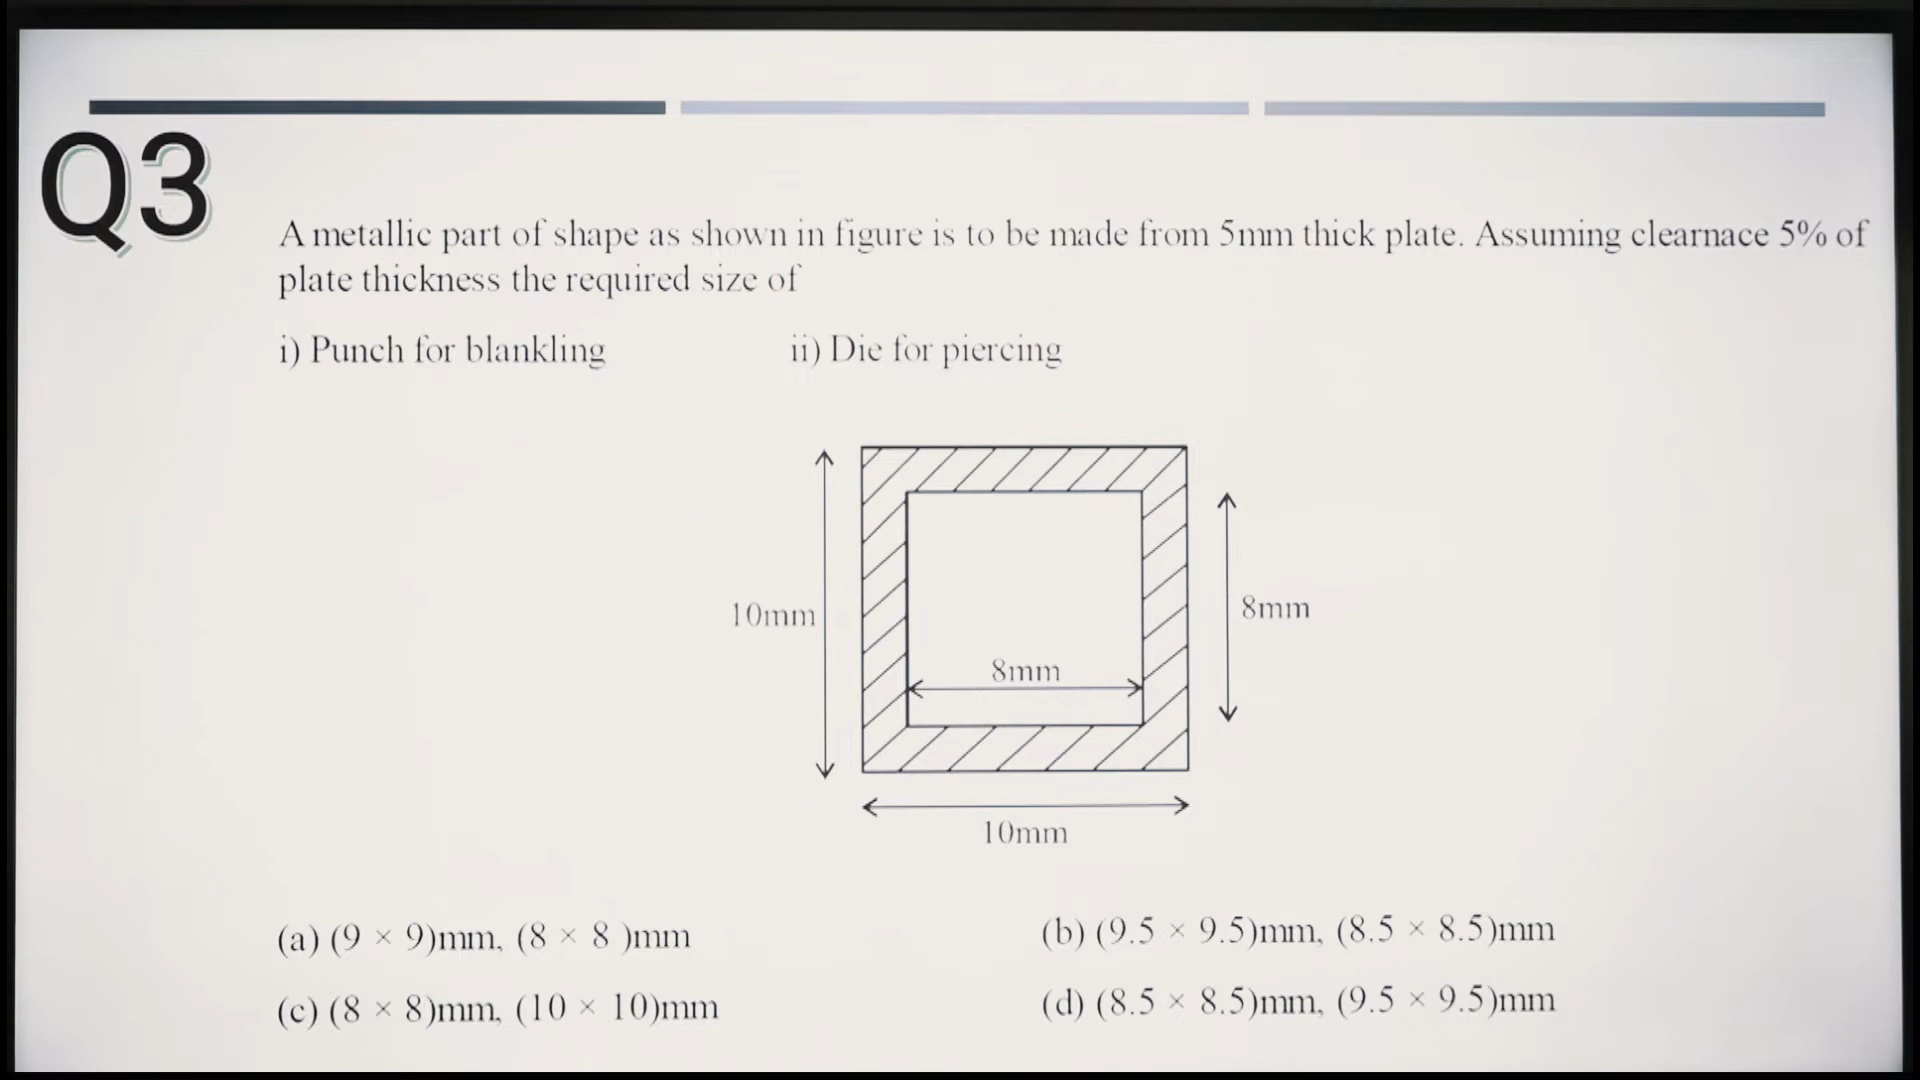 Q3
A metallic part of shape as shown in figure is to be made from 5mm thick plate. Assuming clearnace 5% of
plate thickness the required size of
i) Punch for blankling ii) Die for piercing
10mm
8mm
8mm
10mm
(a) (9 × 9)mm, (8 × 8 )mm (b) (9.5 × 9.5)mm, (8.5 × 8.5)mm
(c) (8 × 8)mm, (10 × 10)mm (d) (8.5 × 8.5)mm, (9.5 × 9.5)mm